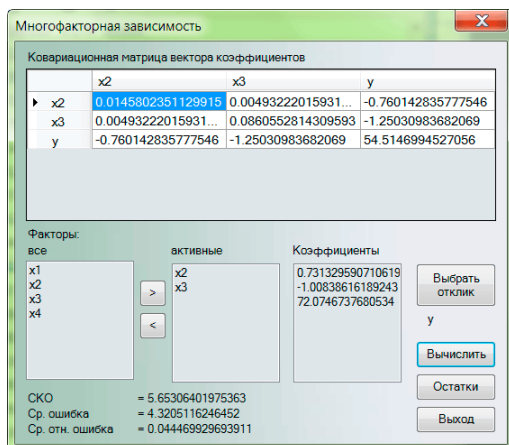 Многофакторная зависимость
Ковариационная матрица вектора коэффициентов
x2 x3 y
x2 0.0145802351129915 0.00493222015931... -0.760142835777546
x3 0.00493222015931... 0.0860552814309593 -1.25030983682069
y -0.760142835777546 -1.25030983682069 54.5146994527056
Факторы:
все активные Коэффициенты
x1
x2
x3
x4
>
<
x2
x3
0.731329590710619
-1.00838616189243
72.0746737680534
Выбрать
отклик
y
Вычислить
Остатки
Выход
СКО = 5.65306401975363
Ср. ошибка = 4.3205116246452
Ср. отн. ошибка = 0.044469929693911